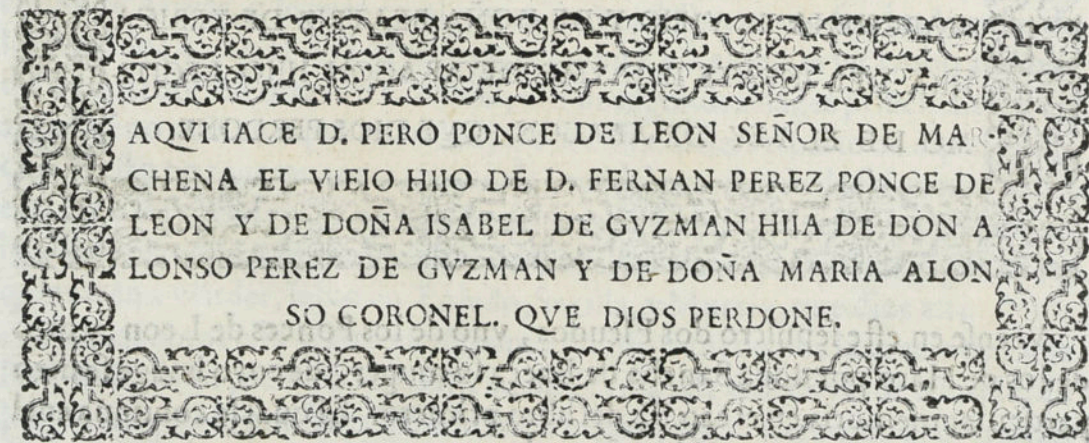 AQVI IACE D. PERO PONCE DE LEON SEÑOR DE MAR-
CHENA EL VIEIO HIIO DE D. FERNAN PEREZ PONCE DE
LEON Y DE DOÑA ISABEL DE GVZMAN HIIA DE DON A
LONSO PEREZ DE GVZMAN Y DE DOÑA MARIA ALON
SO CORONEL. QVE DIOS PERDONE.